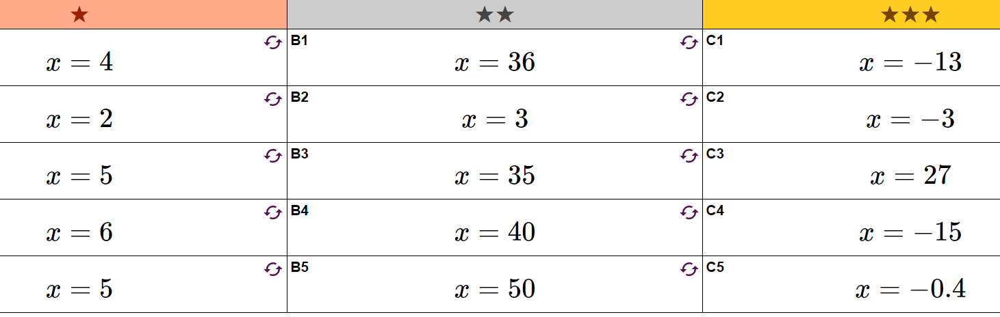 ★ ★★ ★★★
x = 4 B1 x = 36 C1 x = −13
x = 2 B2 x = 3 C2 x = −3
x = 5 B3 x = 35 C3 x = 27
x = 6 B4 x = 40 C4 x = −15
x = 5 B5 x = 50 C5 x = −0.4